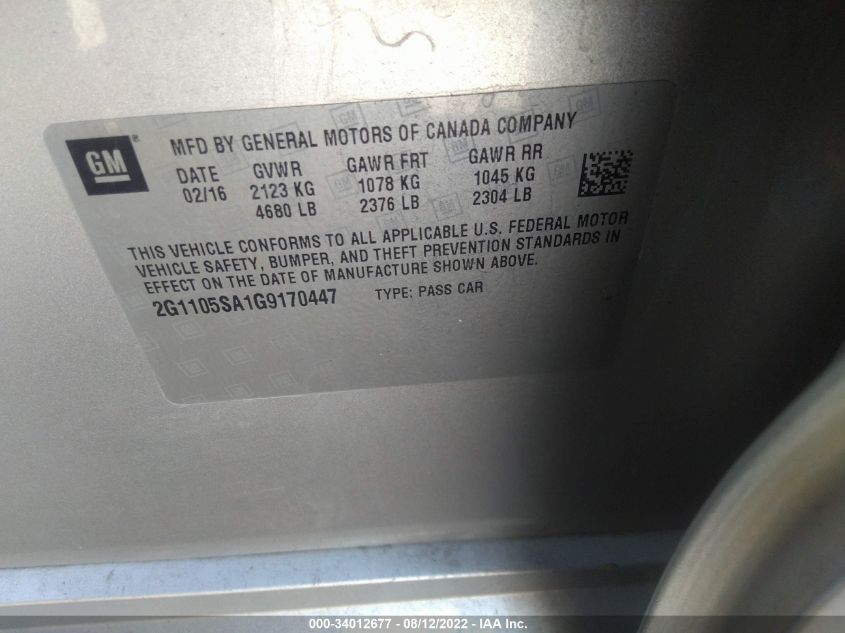 GM
MFD BY GENERAL MOTORS OF CANADA COMPANY
DATE GVWR GAWR FRT GAWR RR
02/16 2123 KG 1078 KG 1045 KG
4680 LB 2376 LB 2304 LB
THIS VEHICLE CONFORMS TO ALL APPLICABLE U.S. FEDERAL MOTOR
VEHICLE SAFETY, BUMPER, AND THEFT PREVENTION STANDARDS IN
EFFECT ON THE DATE OF MANUFACTURE SHOWN ABOVE.
2G1105SA1G9170447 TYPE: PASS CAR
000-34012677 - 08/12/2022 - IAA Inc.